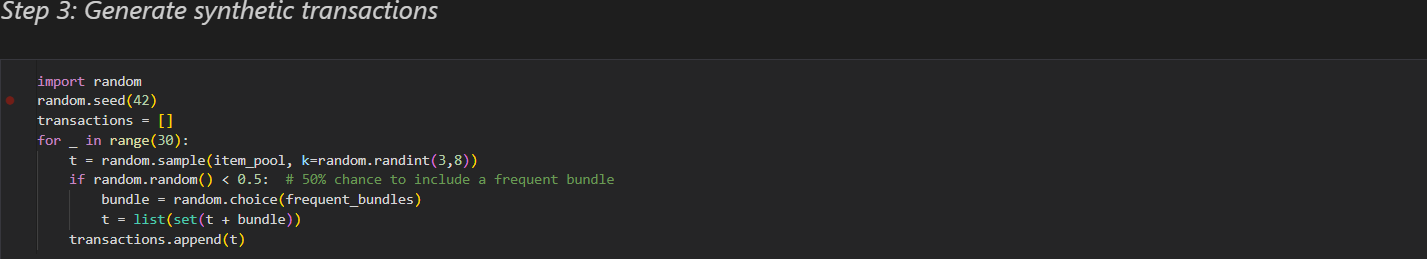 Step 3: Generate synthetic transactions
import random
random.seed(42)
transactions = []
for _ in range(30):
    t = random.sample(item_pool, k=random.randint(3,8))
    if random.random() < 0.5:  # 50% chance to include a frequent bundle
        bundle = random.choice(frequent_bundles)
        t = list(set(t + bundle))
    transactions.append(t)